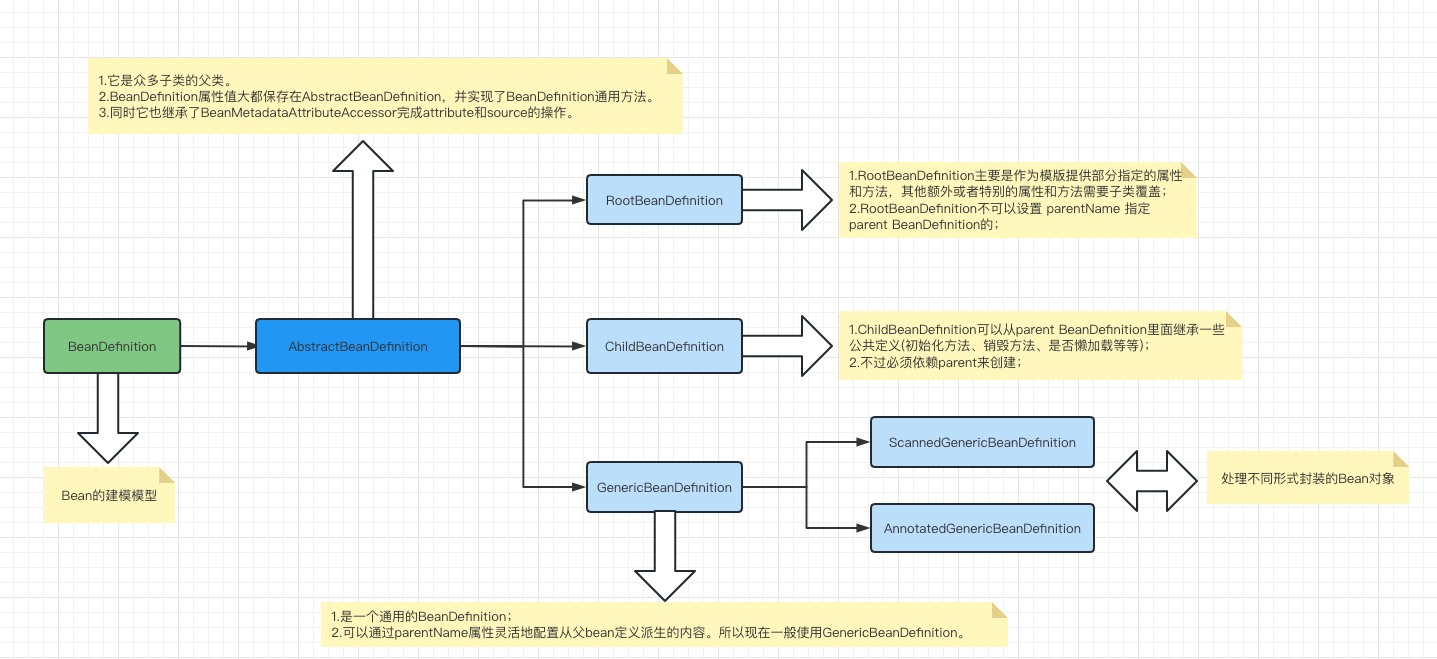 1.它是众多子类的父类。
2.BeanDefinition属性值大都保存在AbstractBeanDefinition，并实现了BeanDefinition通用方法。
3.同时它也继承了BeanMetadataAttributeAccessor完成attribute和source的操作。
RootBeanDefinition
1.RootBeanDefinition主要是作为模版提供部分指定的属性
和方法，其他额外或者特别的属性和方法需要子类覆盖；
2.RootBeanDefinition不可以设置 parentName 指定
parent BeanDefinition的；
BeanDefinition
AbstractBeanDefinition
ChildBeanDefinition
1.ChildBeanDefinition可以从parent BeanDefinition里面继承一些
公共定义(初始化方法、销毁方法、是否懒加载等等)；
2.不过必须依赖parent来创建；
Bean的建模模型
GenericBeanDefinition
ScannedGenericBeanDefinition
AnnotatedGenericBeanDefinition
处理不同形式封装的Bean对象
1.是一个通用的BeanDefinition；
2.可以通过parentName属性灵活地配置从父bean定义派生的内容。所以现在一般使用GenericBeanDefinition。